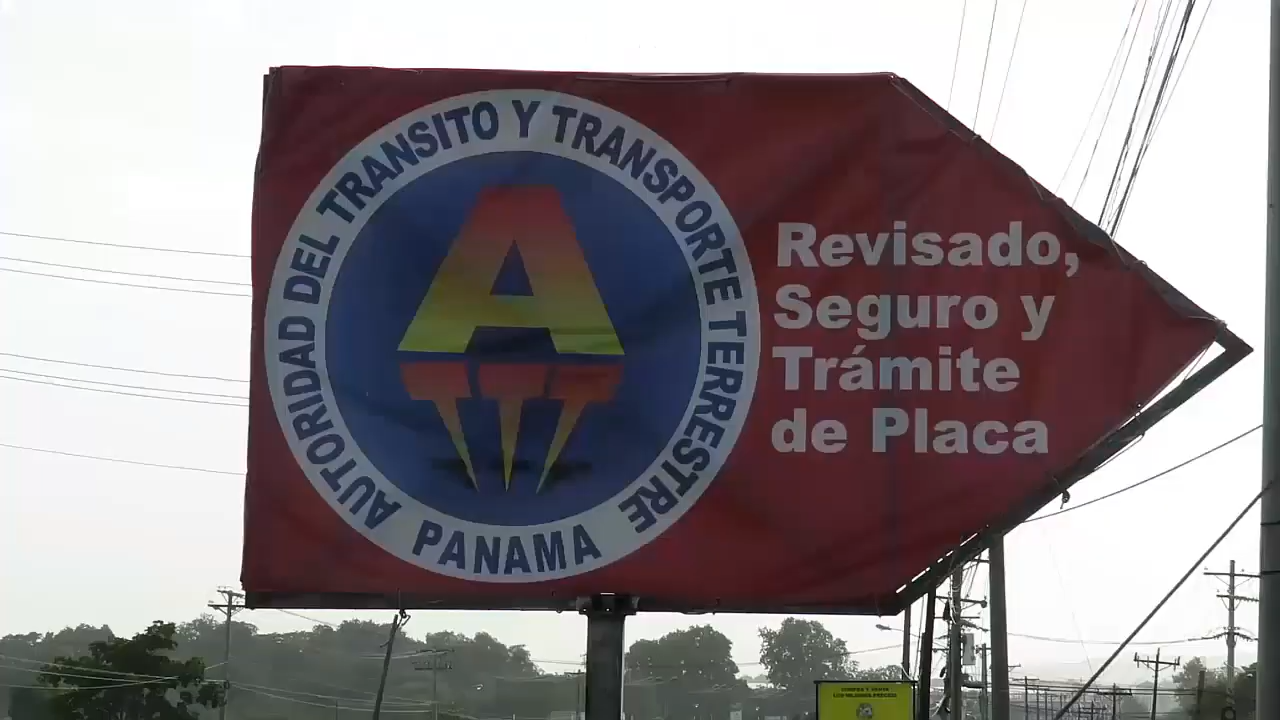 AUTORIDAD DEL TRANSITO Y TRANSPORTE TERRESTRE
PANAMA
A
Revisado,
Seguro y
Trámite
de Placa